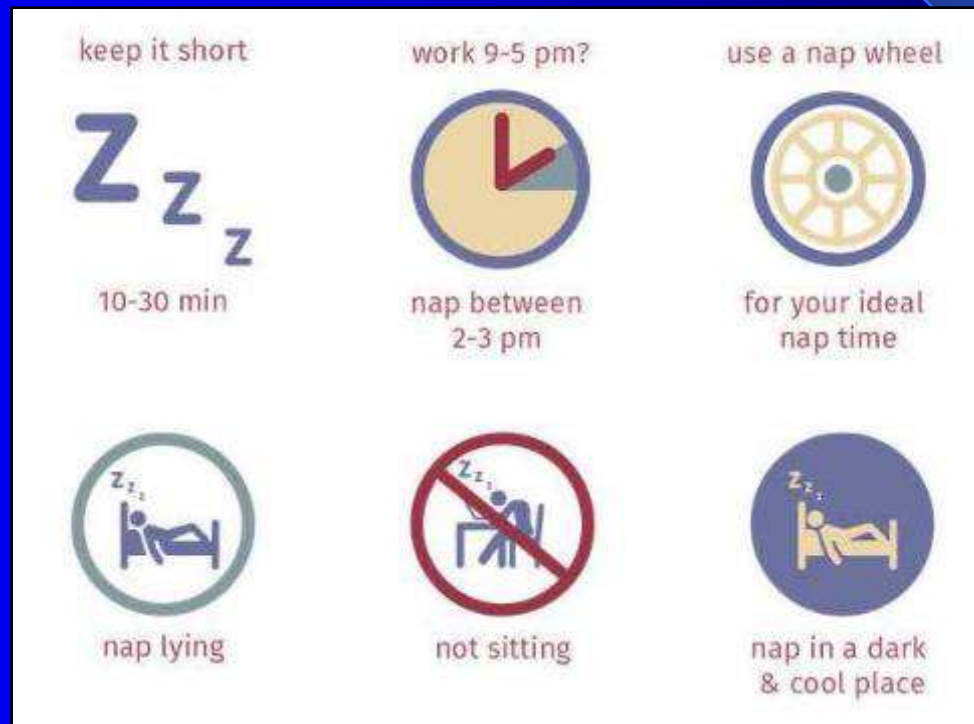 keep it short
work 9-5 pm?
use a nap wheel
Z z z
10-30 min
nap between
2-3 pm
for your ideal
nap time
Z z z
nap lying
Z z z
not sitting
Z z z
nap in a dark
& cool place